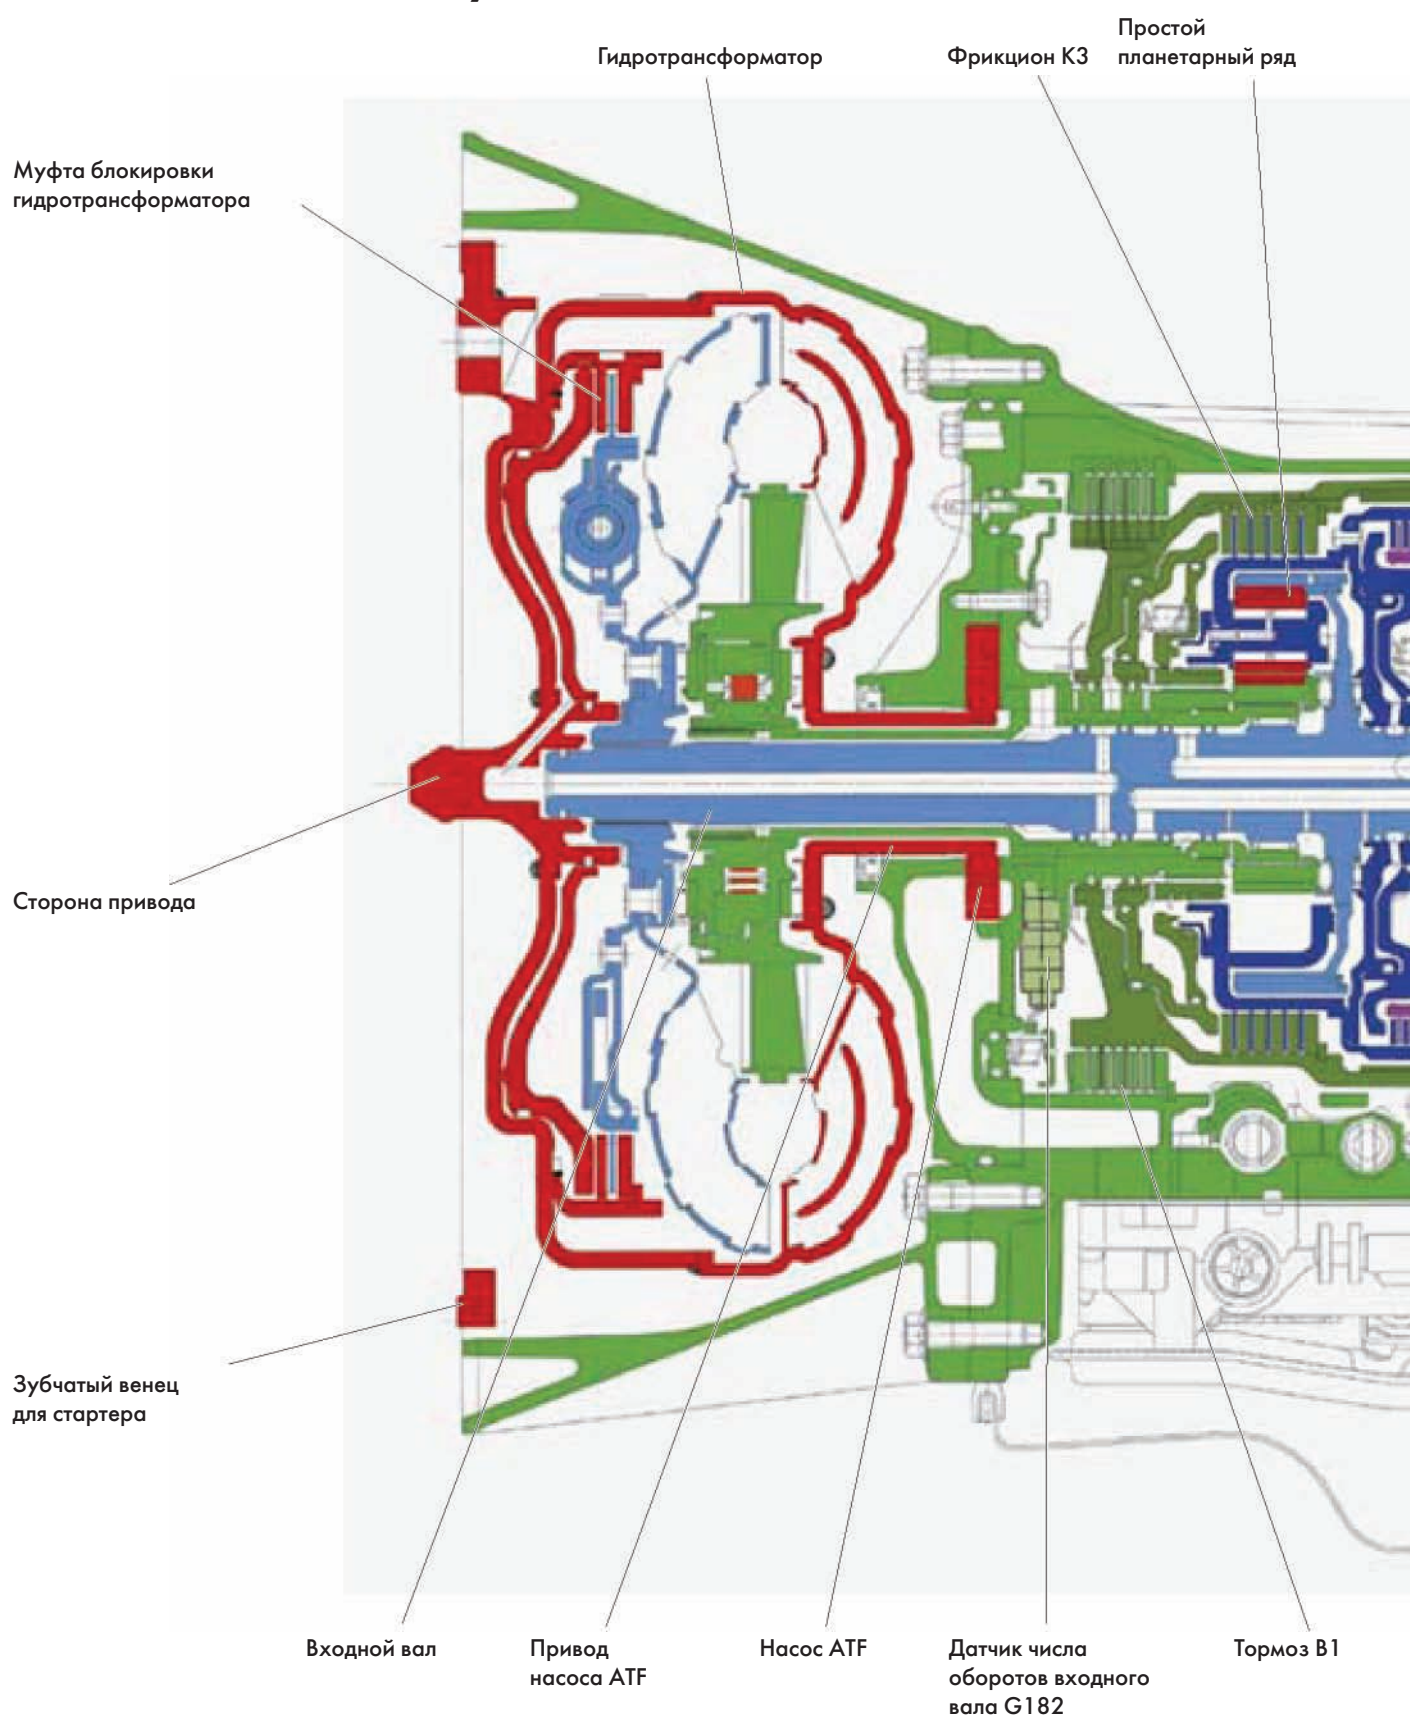 Гидротрансформатор
Фрикцион К3
Простой
планетарный ряд
Муфта блокировки
гидротрансформатора
Сторона привода
Зубчатый венец
для стартера
Входной вал
Привод
насоса ATF
Насос ATF
Датчик числа
оборотов входного
вала G182
Тормоз В1